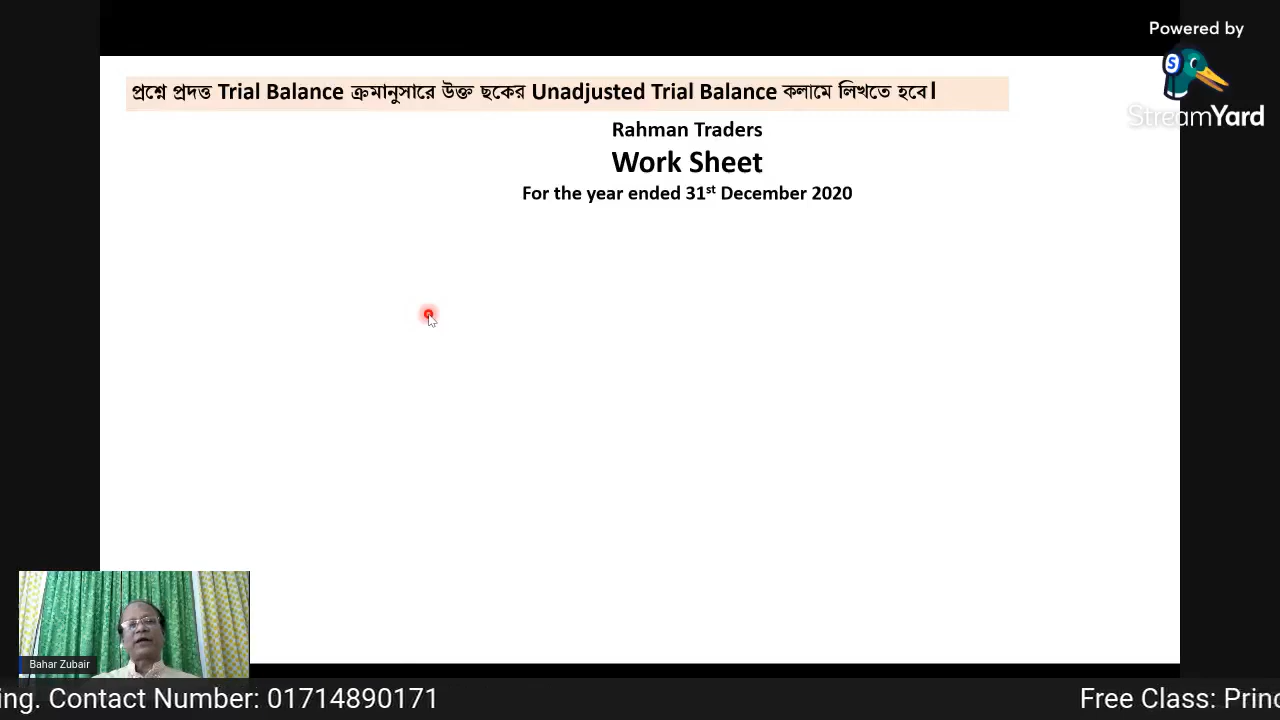 Powered by
StreamYard
প্রশ্নে প্রদত্ত Trial Balance ক্রমানুসারে উক্ত ছকের Unadjusted Trial Balance কলামে লিখতে হবে।
Rahman Traders
Work Sheet
For the year ended 31st December 2020
Bahar Zubair
ing. Contact Number: 01714890171
Free Class: Princ